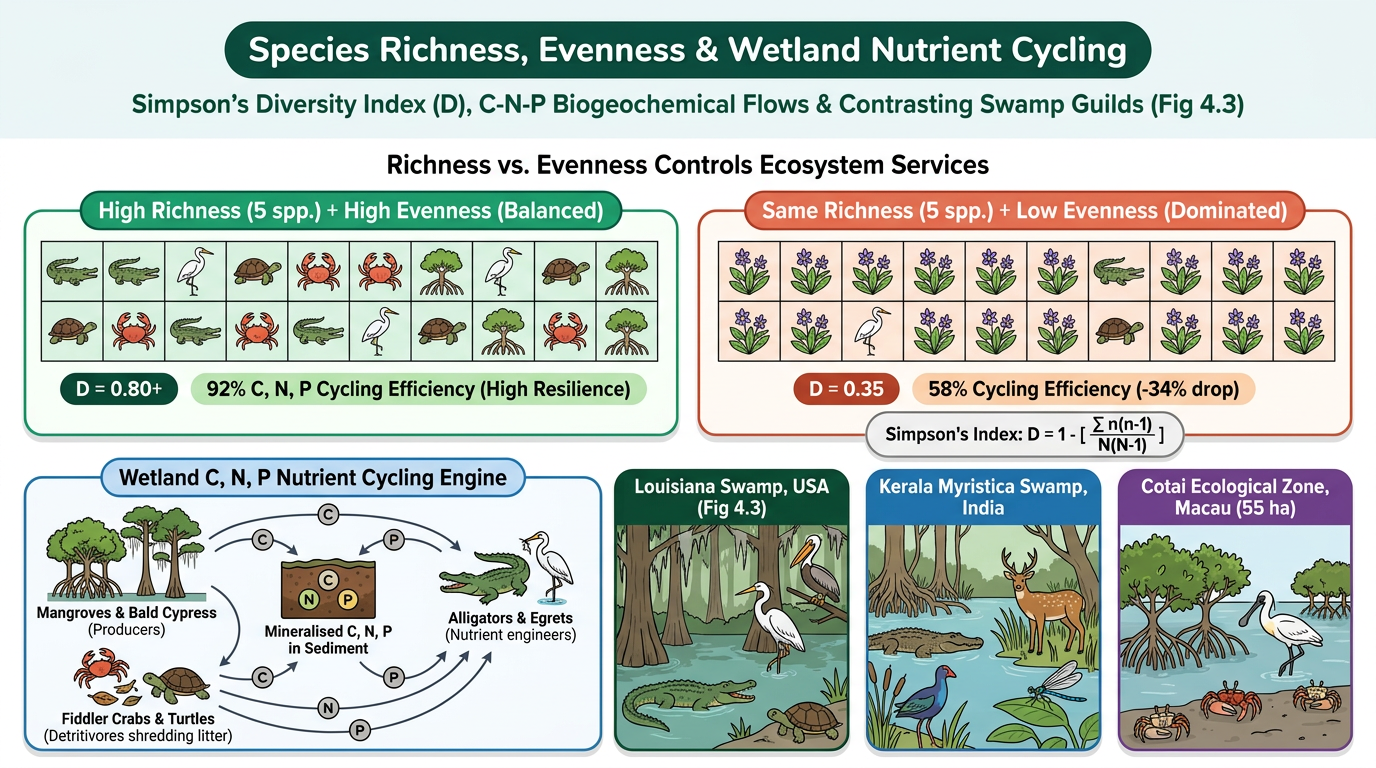 Species Richness, Evenness & Wetland Nutrient Cycling
Simpson's Diversity Index (D), C-N-P Biogeochemical Flows & Contrasting Swamp Guilds (Fig 4.3)
Richness vs. Evenness Controls Ecosystem Services
High Richness (5 spp.) + High Evenness (Balanced)
D = 0.80+
92% C, N, P Cycling Efficiency (High Resilience)
Same Richness (5 spp.) + Low Evenness (Dominated)
D = 0.35
58% Cycling Efficiency (-34% drop)
Simpson's Index: D = 1 - [ ∑ n(n-1) / N(N-1) ]
Wetland C, N, P Nutrient Cycling Engine
C
C
P
C
N
P
Mangroves & Bald Cypress
(Producers)
Mineralised C, N, P
in Sediment
Alligators & Egrets
(Nutrient engineers)
C
P
N
P
Fiddler Crabs & Turtles
(Detritivores shredding litter)
Louisiana Swamp, USA
(Fig 4.3)
Kerala Myristica Swamp,
India
Cotai Ecological Zone,
Macau (55 ha)